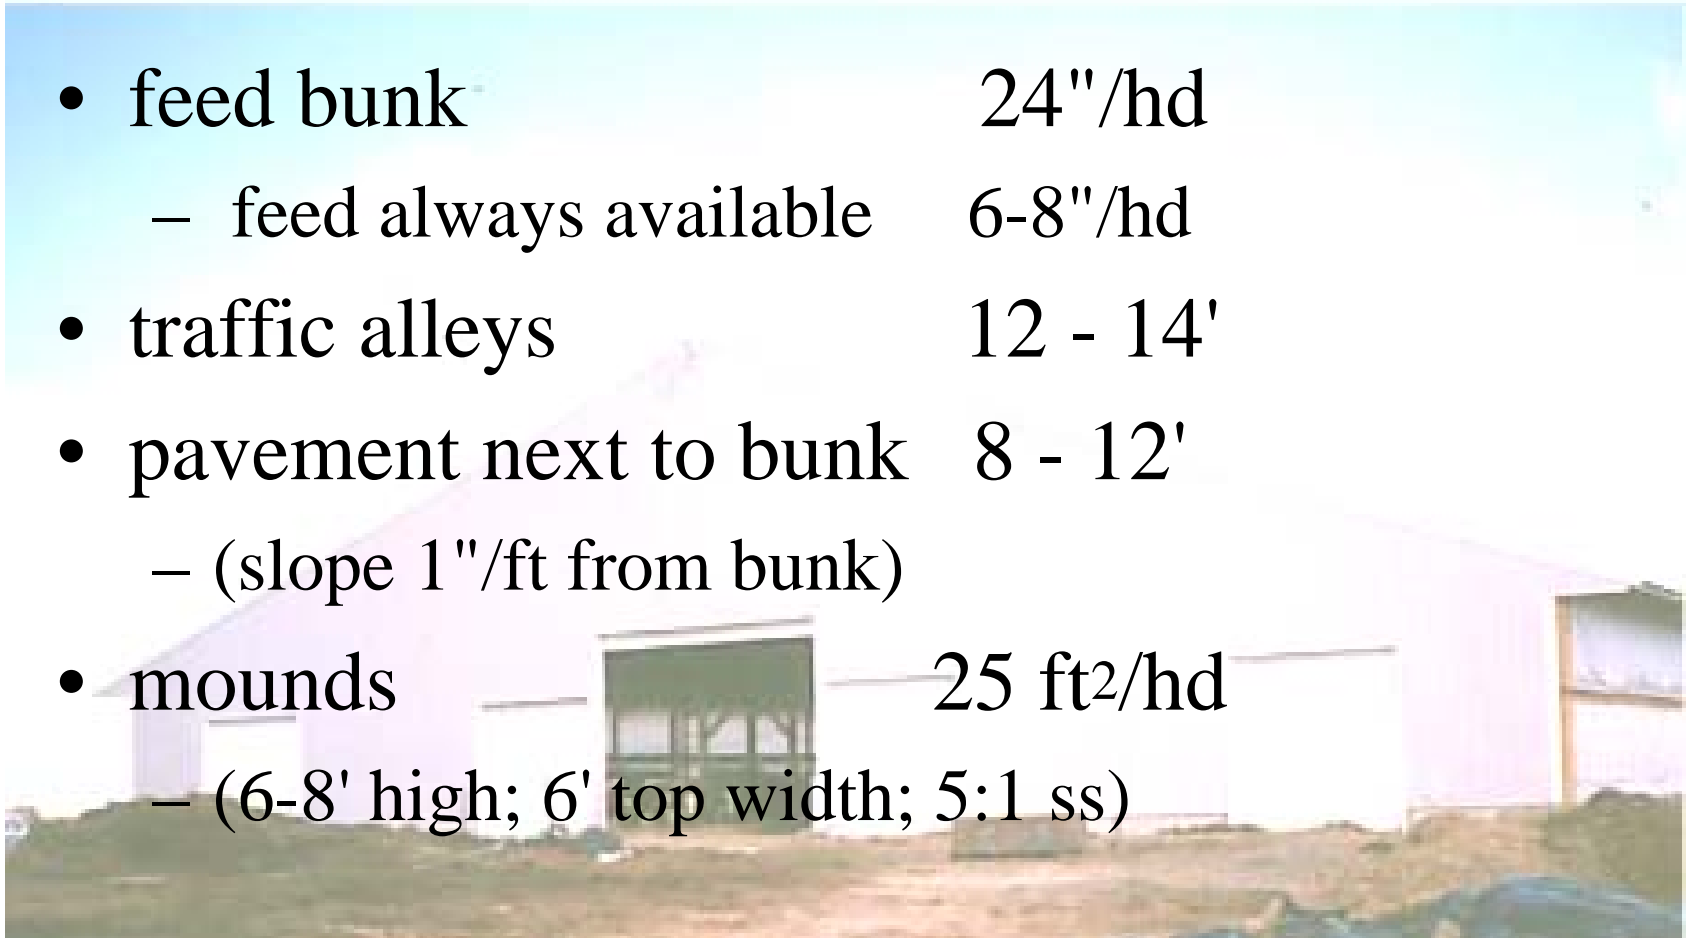 • feed bunk 24"/hd
– feed always available 6-8"/hd
• traffic alleys 12 - 14'
• pavement next to bunk 8 - 12'
– (slope 1"/ft from bunk)
• mounds 25 ft2/hd
– (6-8' high; 6' top width; 5:1 ss)